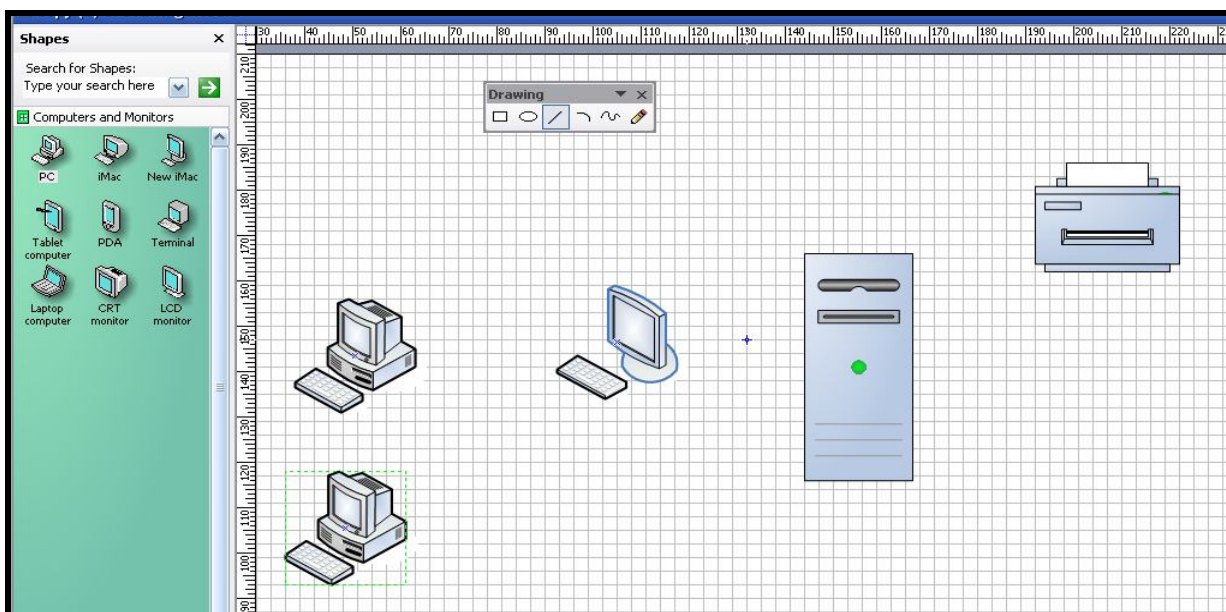 Shapes
Search for Shapes:
Type your search here
Computers and Monitors
PC
iMac
New iMac
Tablet
computer
PDA
Terminal
Laptop
computer
CRT
monitor
LCD
monitor
30 40 50 60 70 80 90 100 110 120 130 140 150 160 170 180 190 200 210 220
210
200
190
180
170
160
150
140
130
120
110
100
90
Drawing